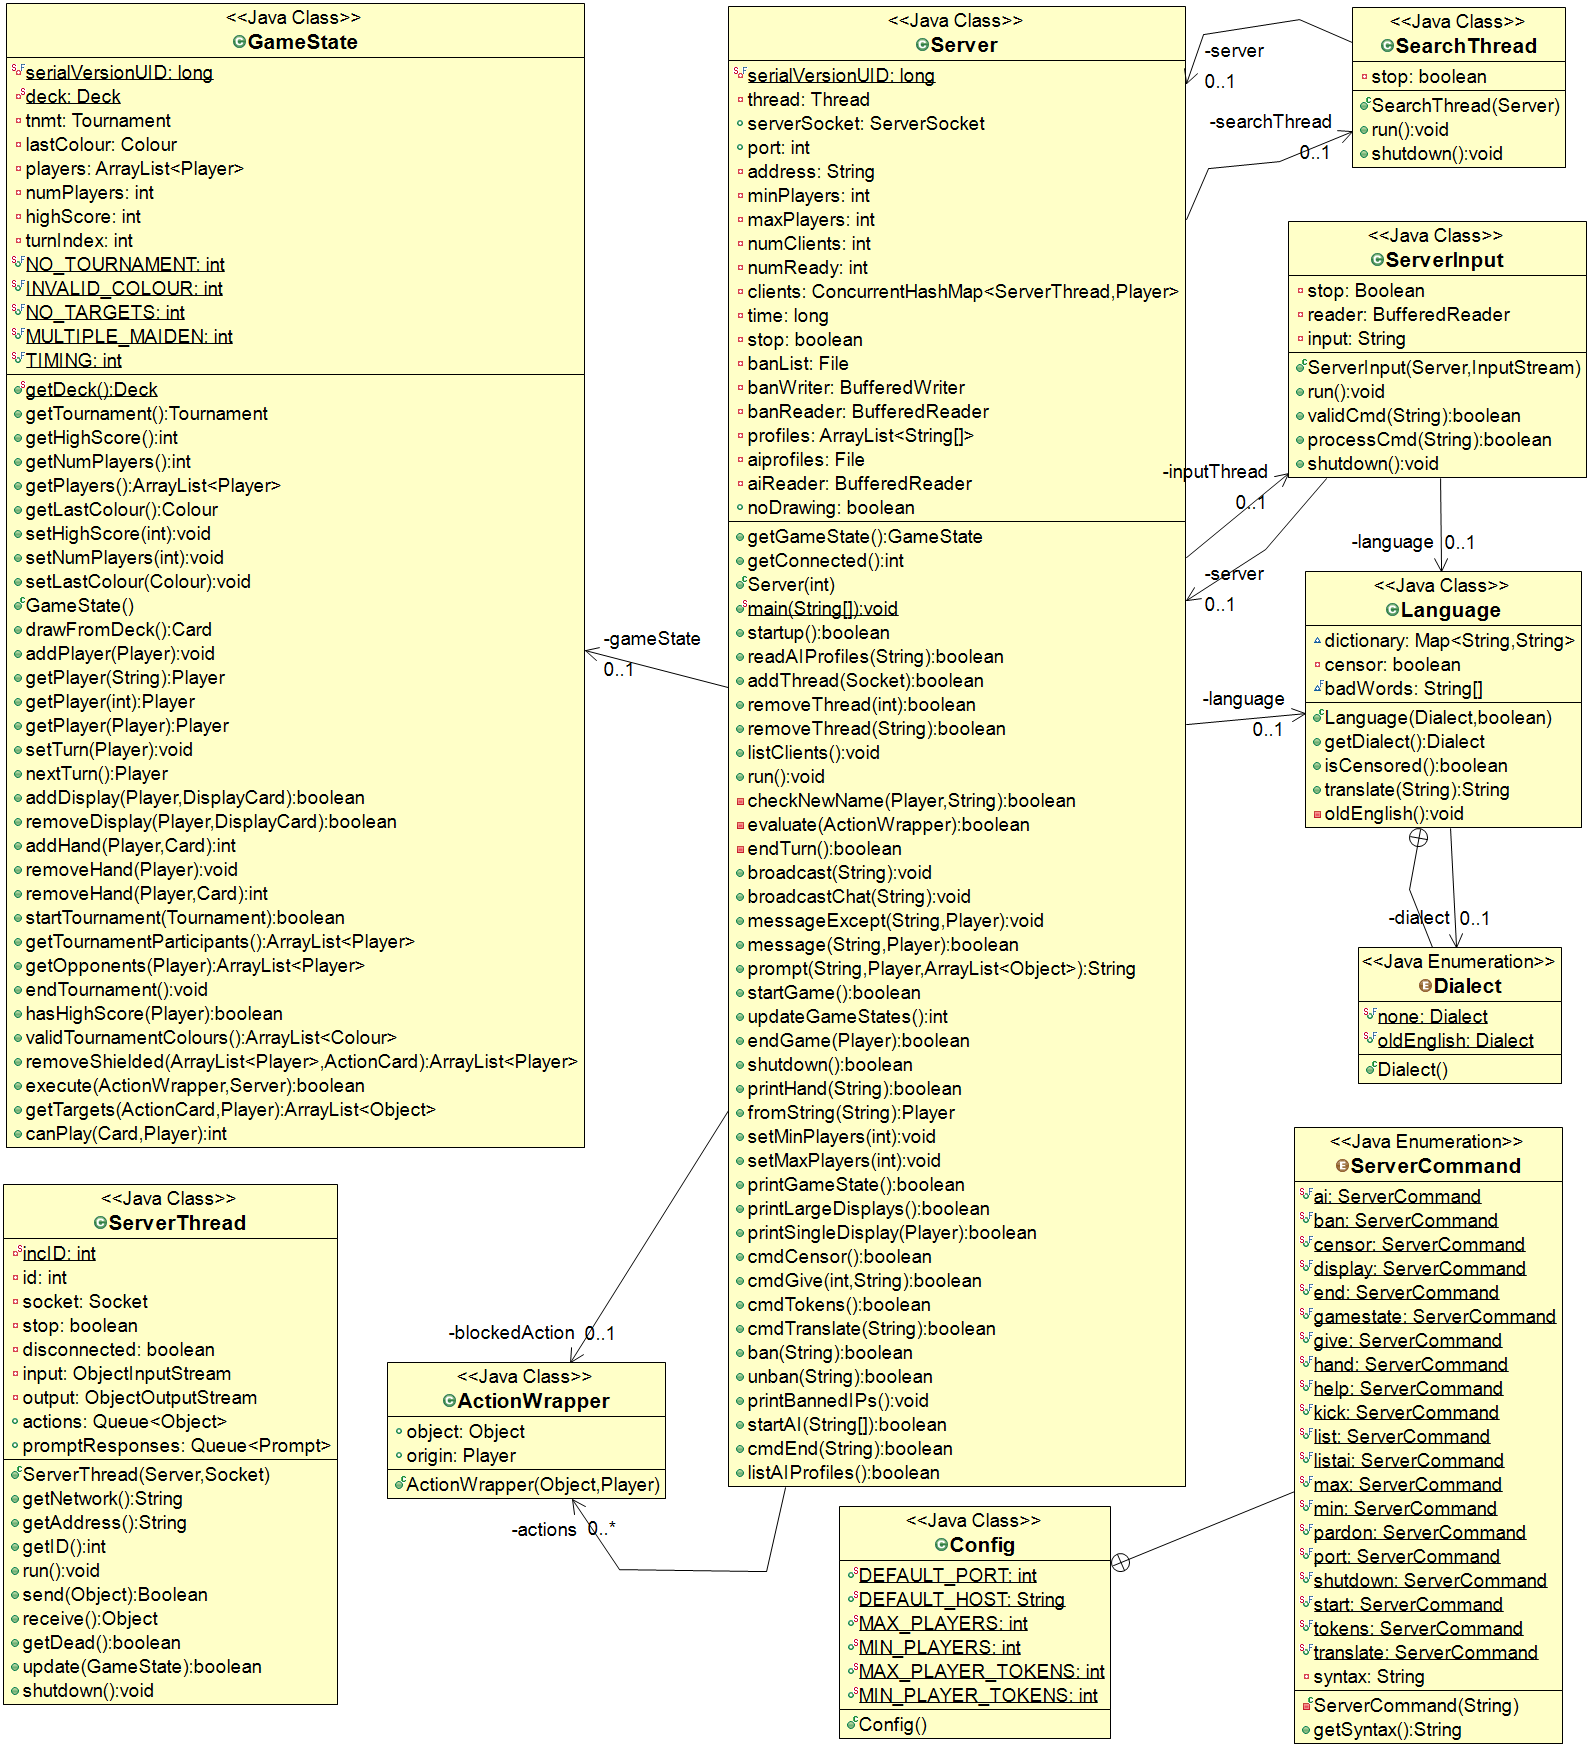 <<Java Class>>
GameState
serialVersionUID: long
deck: Deck
tnmt: Tournament
lastColour: Colour
players: ArrayList<Player>
numPlayers: int
highScore: int
turnIndex: int
NO_TOURNAMENT: int
INVALID_COLOUR: int
NO_TARGETS: int
MULTIPLE_MAIDEN: int
TIMING: int
getDeck():Deck
getTournament():Tournament
getHighScore():int
getNumPlayers():int
getPlayers():ArrayList<Player>
getLastColour():Colour
setHighScore(int):void
setNumPlayers(int):void
setLastColour(Colour):void
GameState()
drawFromDeck():Card
addPlayer(Player):void
getPlayer(String):Player
getPlayer(int):Player
getPlayer(Player):Player
setTurn(Player):void
nextTurn():Player
addDisplay(Player,DisplayCard):boolean
removeDisplay(Player,DisplayCard):boolean
addHand(Player,Card):int
removeHand(Player):void
removeHand(Player,Card):int
startTournament(Tournament):boolean
getTournamentParticipants():ArrayList<Player>
getOpponents(Player):ArrayList<Player>
endTournament():void
hasHighScore(Player):boolean
validTournamentColours():ArrayList<Colour>
removeShielded(ArrayList<Player>,ActionCard):ArrayList<Player>
execute(ActionWrapper,Server):boolean
getTargets(ActionCard,Player):ArrayList<Object>
canPlay(Card,Player):int
<<Java Class>>
ServerThread
incID: int
id: int
socket: Socket
stop: boolean
disconnected: boolean
input: ObjectInputStream
output: ObjectOutputStream
actions: Queue<Object>
promptResponses: Queue<Prompt>
ServerThread(Server,Socket)
getNetwork():String
getAddress():String
getID():int
run():void
send(Object):Boolean
receive():Object
getDead():boolean
update(GameState):boolean
shutdown():void
-gameState
0..1
-blockedAction 0..1
<<Java Class>>
ActionWrapper
object: Object
origin: Player
ActionWrapper(Object,Player)
-actions 0..*
<<Java Class>>
Server
serialVersionUID: long
thread: Thread
serverSocket: ServerSocket
port: int
address: String
minPlayers: int
maxPlayers: int
numClients: int
numReady: int
clients: ConcurrentHashMap<ServerThread,Player>
time: long
stop: boolean
banList: File
banWriter: BufferedWriter
banReader: BufferedReader
profiles: ArrayList<String[]>
aiprofiles: File
aiReader: BufferedReader
noDrawing: boolean
getGameState():GameState
getConnected():int
Server(int)
main(String[]):void
startup():boolean
readAIProfiles(String):boolean
addThread(Socket):boolean
removeThread(int):boolean
removeThread(String):boolean
listClients():void
run():void
checkNewName(Player,String):boolean
evaluate(ActionWrapper):boolean
endTurn():boolean
broadcast(String):void
broadcastChat(String):void
messageExcept(String,Player):void
message(String,Player):boolean
prompt(String,Player,ArrayList<Object>):String
startGame():boolean
updateGameStates():int
endGame(Player):boolean
shutdown():boolean
printHand(String):boolean
fromString(String):Player
setMinPlayers(int):void
setMaxPlayers(int):void
printGameState():boolean
printLargeDisplays():boolean
printSingleDisplay(Player):boolean
cmdCensor():boolean
cmdGive(int,String):boolean
cmdTokens():boolean
cmdTranslate(String):boolean
ban(String):boolean
unban(String):boolean
printBannedIPs():void
startAI(String[]):boolean
cmdEnd(String):boolean
listAIProfiles():boolean
<<Java Class>>
Config
DEFAULT_PORT: int
DEFAULT_HOST: String
MAX_PLAYERS: int
MIN_PLAYERS: int
MAX_PLAYER_TOKENS: int
MIN_PLAYER_TOKENS: int
Config()
-server
0..1
-searchThread
0..1
<<Java Class>>
SearchThread
stop: boolean
SearchThread(Server)
run():void
shutdown():void
<<Java Class>>
ServerInput
stop: Boolean
reader: BufferedReader
input: String
ServerInput(Server,InputStream)
run():void
validCmd(String):boolean
processCmd(String):boolean
shutdown():void
-inputThread
0..1
-language 0..1
-server
0..1
<<Java Class>>
Language
dictionary: Map<String,String>
censor: boolean
badWords: String[]
Language(Dialect,boolean)
getDialect():Dialect
isCensored():boolean
translate(String):String
oldEnglish():void
-language
0..1
-dialect 0..1
<<Java Enumeration>>
Dialect
none: Dialect
oldEnglish: Dialect
Dialect()
<<Java Enumeration>>
ServerCommand
ai: ServerCommand
ban: ServerCommand
censor: ServerCommand
display: ServerCommand
end: ServerCommand
gamestate: ServerCommand
give: ServerCommand
hand: ServerCommand
help: ServerCommand
kick: ServerCommand
list: ServerCommand
listai: ServerCommand
max: ServerCommand
min: ServerCommand
pardon: ServerCommand
port: ServerCommand
shutdown: ServerCommand
start: ServerCommand
tokens: ServerCommand
translate: ServerCommand
syntax: String
ServerCommand(String)
getSyntax():String